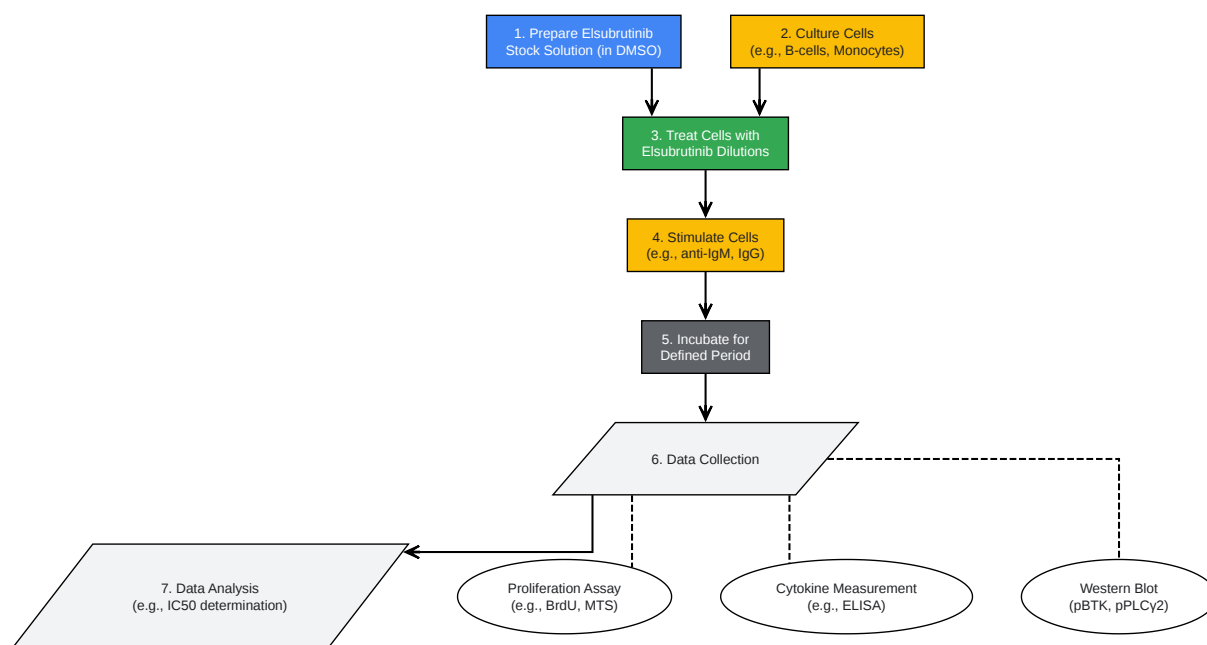 1. Prepare Elsubrutinib
Stock Solution (in DMSO)
2. Culture Cells
(e.g., B-cells, Monocytes)
3. Treat Cells with
Elsubrutinib Dilutions
4. Stimulate Cells
(e.g., anti-IgM, IgG)
5. Incubate for
Defined Period
6. Data Collection
7. Data Analysis
(e.g., IC50 determination)
Proliferation Assay
(e.g., BrdU, MTS)
Cytokine Measurement
(e.g., ELISA)
Western Blot
(pBTK, pPLCγ2)